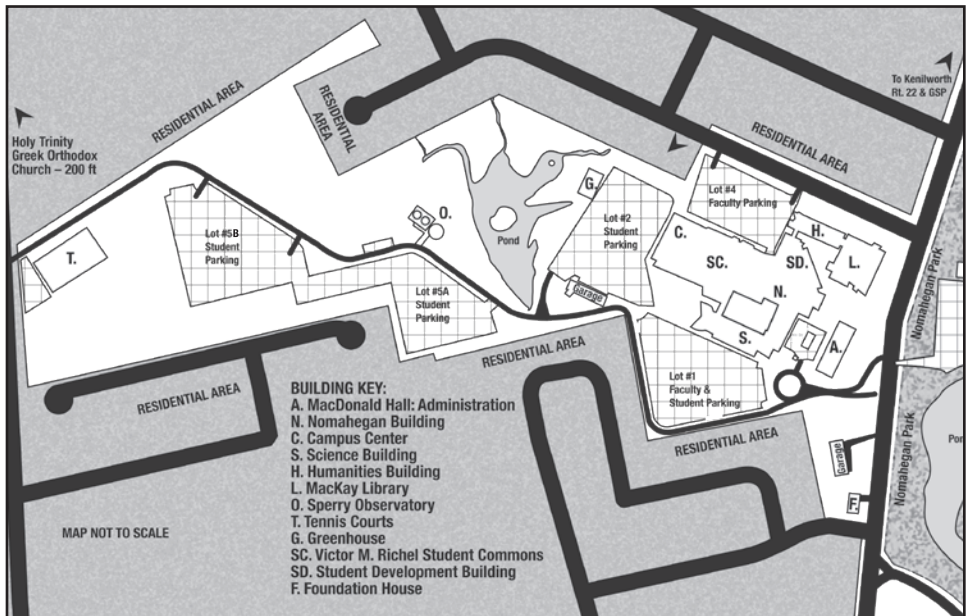 To Kenilworth
Rt. 22 & GSP
RESIDENTIAL AREA
RESIDENTIAL
AREA
RESIDENTIAL AREA
Holy Trinity
Greek Orthodox
Church – 200 ft
Lot #4
Faculty Parking
G.
O.
Lot #2
Student
Parking
C.
H.
T.
Lot #5B
Student
Parking
Pond
SC.
SD.
L.
N.
Nomahegan Park
Lot #5A
Student
Parking
Garage
S.
A.
RESIDENTIAL AREA
Lot #1
Faculty &
Student Parking
RESIDENTIAL AREA
RESIDENTIAL AREA
Nomahegan Park
Garage
F.
BUILDING KEY:
A. MacDonald Hall: Administration
N. Nomahegan Building
C. Campus Center
S. Science Building
H. Humanities Building
L. MacKay Library
O. Sperry Observatory
T. Tennis Courts
G. Greenhouse
SC. Victor M. Richel Student Commons
SD. Student Development Building
F. Foundation House
MAP NOT TO SCALE